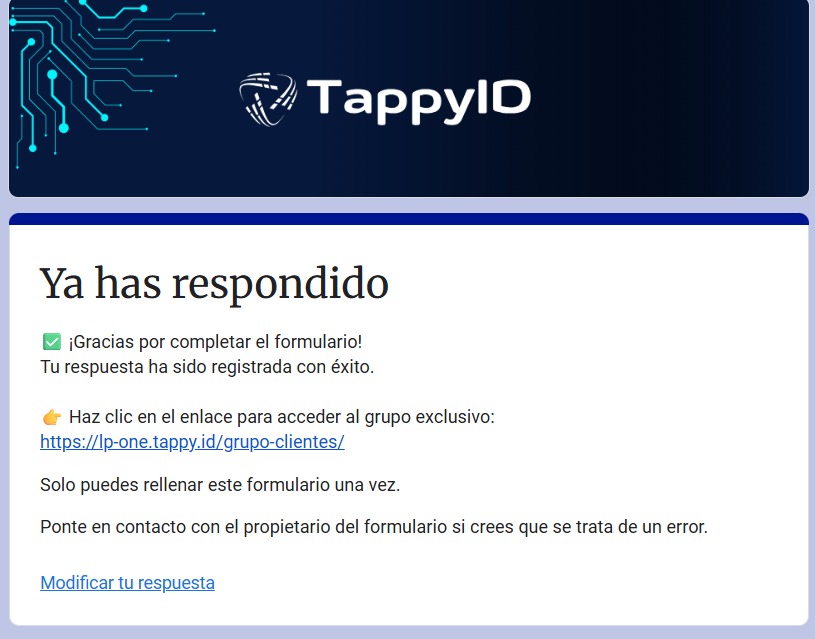 TappyID
Ya has respondido
✅ ¡Gracias por completar el formulario!
Tu respuesta ha sido registrada con éxito.
👉 Haz clic en el enlace para acceder al grupo exclusivo:
https://lp-one.tappy.id/grupo-clientes/
Solo puedes rellenar este formulario una vez.
Ponte en contacto con el propietario del formulario si crees que se trata de un error.
Modificar tu respuesta